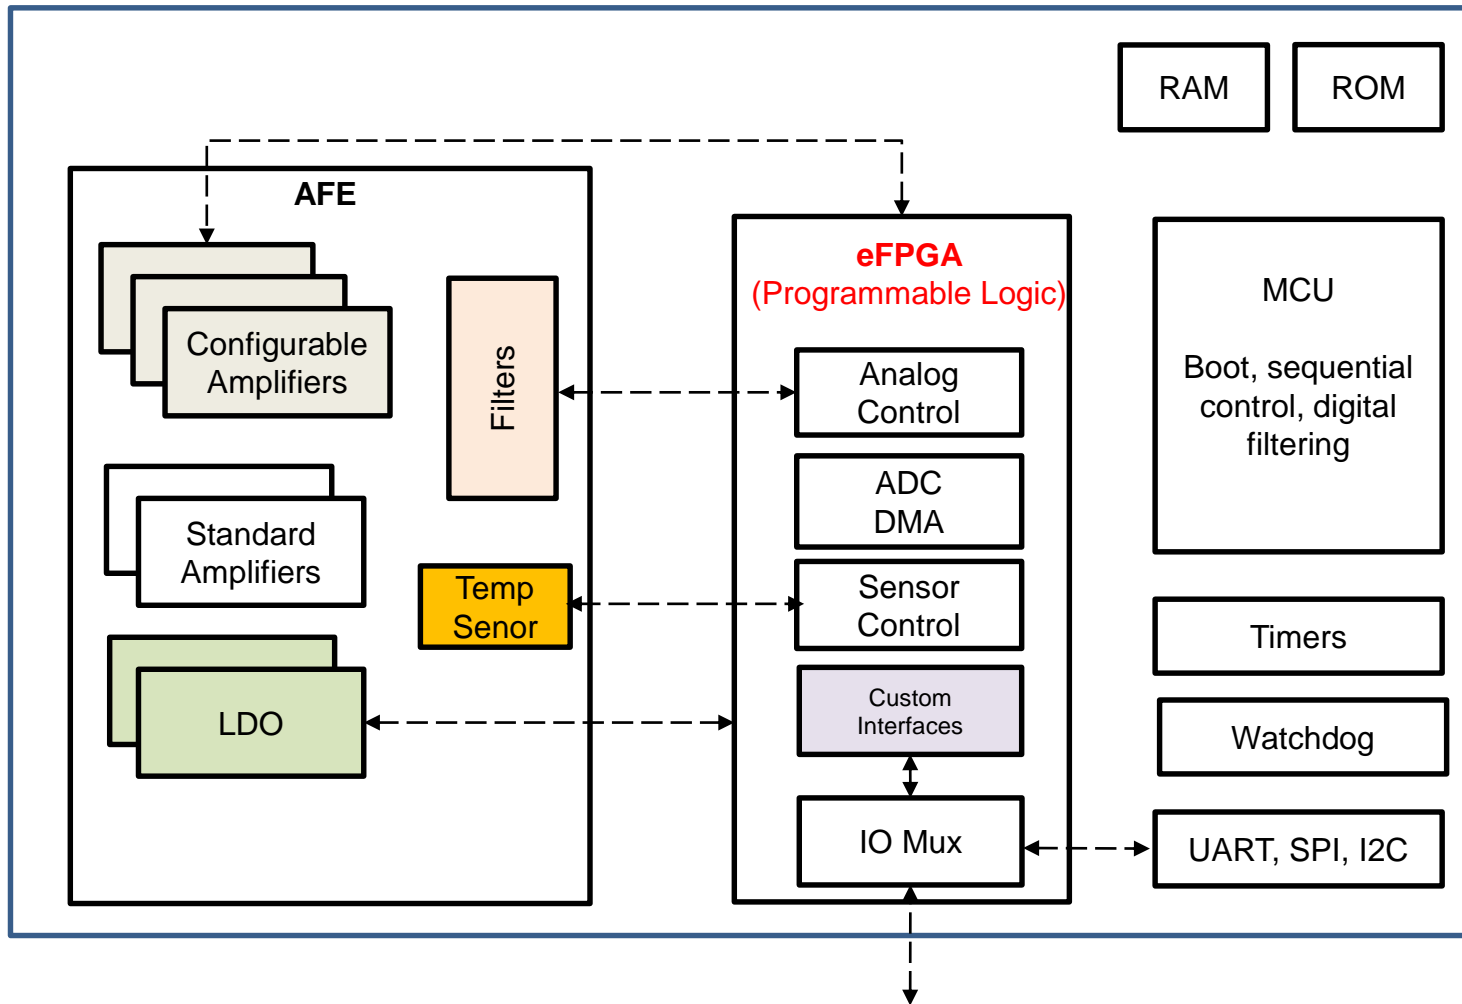 RAM
ROM
AFE
Configurable
Amplifiers
Filters
Standard
Amplifiers
Temp
Senor
LDO
eFPGA
(Programmable Logic)
Analog
Control
ADC
DMA
Sensor
Control
Custom
Interfaces
IO Mux
MCU
Boot, sequential
control, digital
filtering
Timers
Watchdog
UART, SPI, I2C